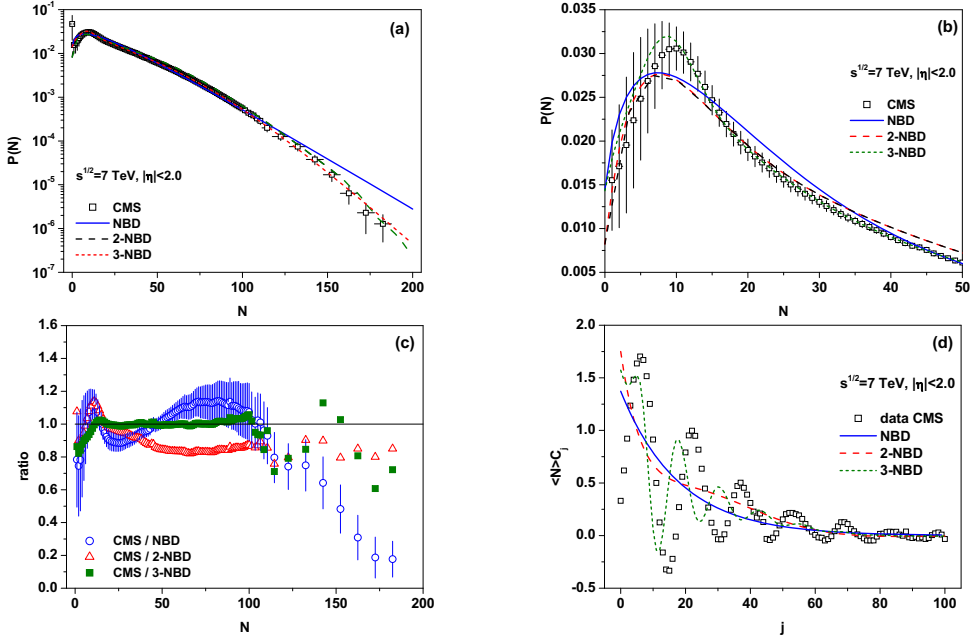 (a)
10^-1
10^0
10^-1
10^-2
10^-3
10^-4
10^-5
10^-6
10^-7
P(N)
s^1/2=7 TeV, |η|<2.0
CMS
NBD
2-NBD
3-NBD
0 50 100 150 200
N
(b)
0.035
0.030
0.025
0.020
0.015
0.010
0.005
P(N)
s^1/2=7 TeV, |η|<2.0
CMS
NBD
2-NBD
3-NBD
0 10 20 30 40 50
N
(c)
1.6
1.4
1.2
1.0
0.8
0.6
0.4
0.2
0.0
ratio
CMS / NBD
CMS / 2-NBD
CMS / 3-NBD
0 50 100 150 200
N
(d)
2.0
1.5
1.0
0.5
0.0
-0.5
<N>C_j
s^1/2=7 TeV, |η|<2.0
data CMS
NBD
2-NBD
3-NBD
0 20 40 60 80 100
j